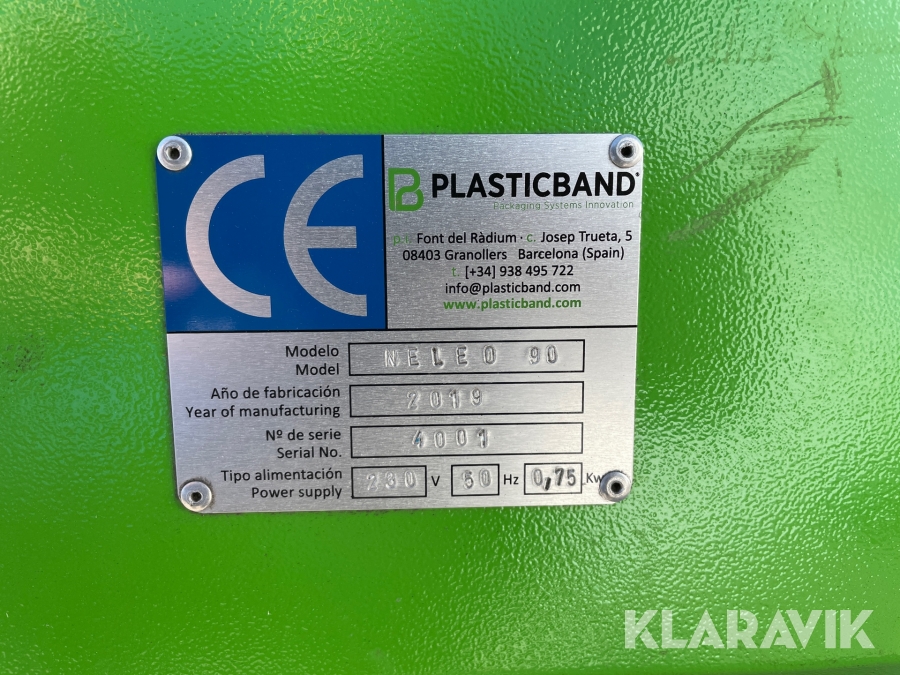 CE
B PLASTICBAND®
Packaging Systems Innovation
p.i. Font del Ràdium · c. Josep Trueta, 5
08403 Granollers Barcelona (Spain)
t. [+34] 938 495 722
info@plasticband.com
www.plasticband.com
Modelo
Model
NELEO 90
Año de fabricación
Year of manufacturing
2019
Nº de serie
Serial No.
4001
Tipo alimentación
Power supply
230 V 50 Hz 0,75 Kw
KLARAVIK